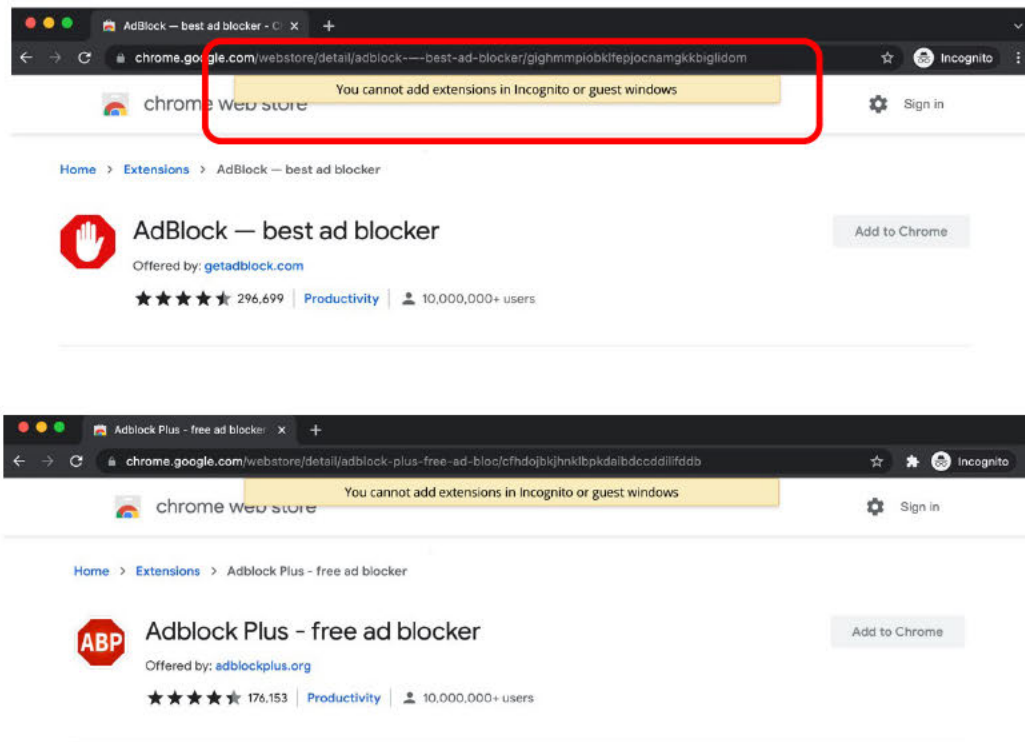 AdBlock — best ad blocker - C
chrome.google.com/webstore/detail/adblock-—-best-ad-blocker/gighmmpiobklfepjocnamgkkbiglidom
Incognito
You cannot add extensions in Incognito or guest windows
chrome web store
Sign in
Home > Extensions > AdBlock — best ad blocker
AdBlock — best ad blocker
Add to Chrome
Offered by: getadblock.com
296,699 Productivity 10,000,000+ users
Adblock Plus - free ad blocker
chrome.google.com/webstore/detail/adblock-plus-free-ad-bloc/cfhdojbkjhnklbpkdaibdccddilifddb
Incognito
You cannot add extensions in Incognito or guest windows
chrome web store
Sign in
Home > Extensions > Adblock Plus - free ad blocker
ABP
Adblock Plus - free ad blocker
Add to Chrome
Offered by: adblockplus.org
176,153 Productivity 10,000,000+ users